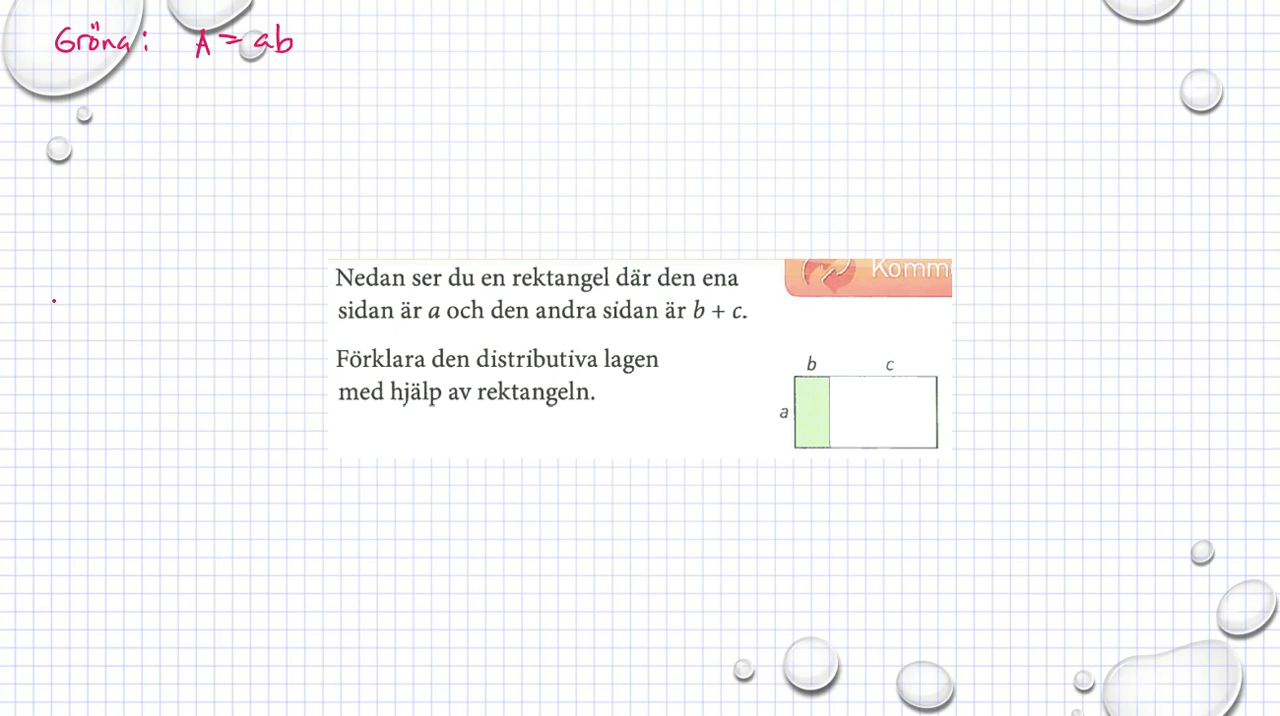 Gröna: A = ab
Nedan ser du en rektangel där den ena
sidan är a och den andra sidan är b + c.
Förklara den distributiva lagen
med hjälp av rektangeln.
Komm
b c
a